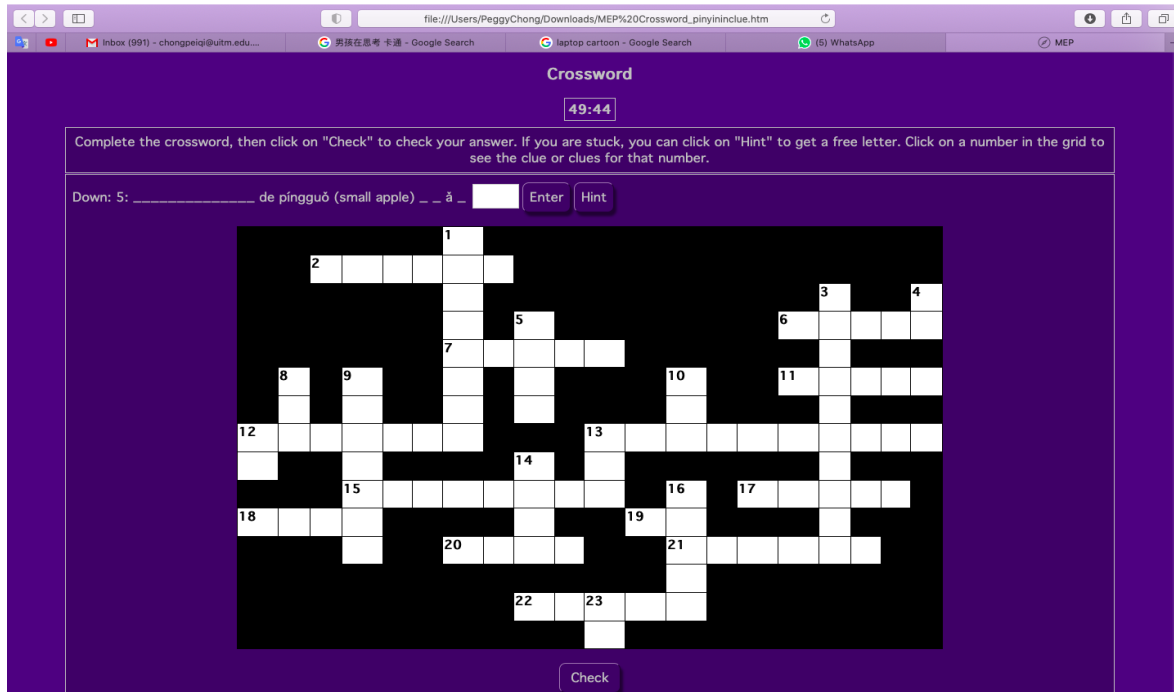 file:///Users/PeggyChong/Downloads/MEP%20Crossword_pinyininclue.htm
Inbox (991) - chongpeiqi@uitm.edu....
男孩在思考 卡通 - Google Search
laptop cartoon - Google Search
(5) WhatsApp
MEP
Crossword
49:44
Complete the crossword, then click on "Check" to check your answer. If you are stuck, you can click on "Hint" to get a free letter. Click on a number in the grid to
see the clue or clues for that number.
Down: 5: ______________ de píngguǒ (small apple) _ _ ǎ _ Enter Hint
1
2
3 4
5 6
7
8 9 10 11
12 13
14
15 16 17
18 19
20 21
22 23
Check